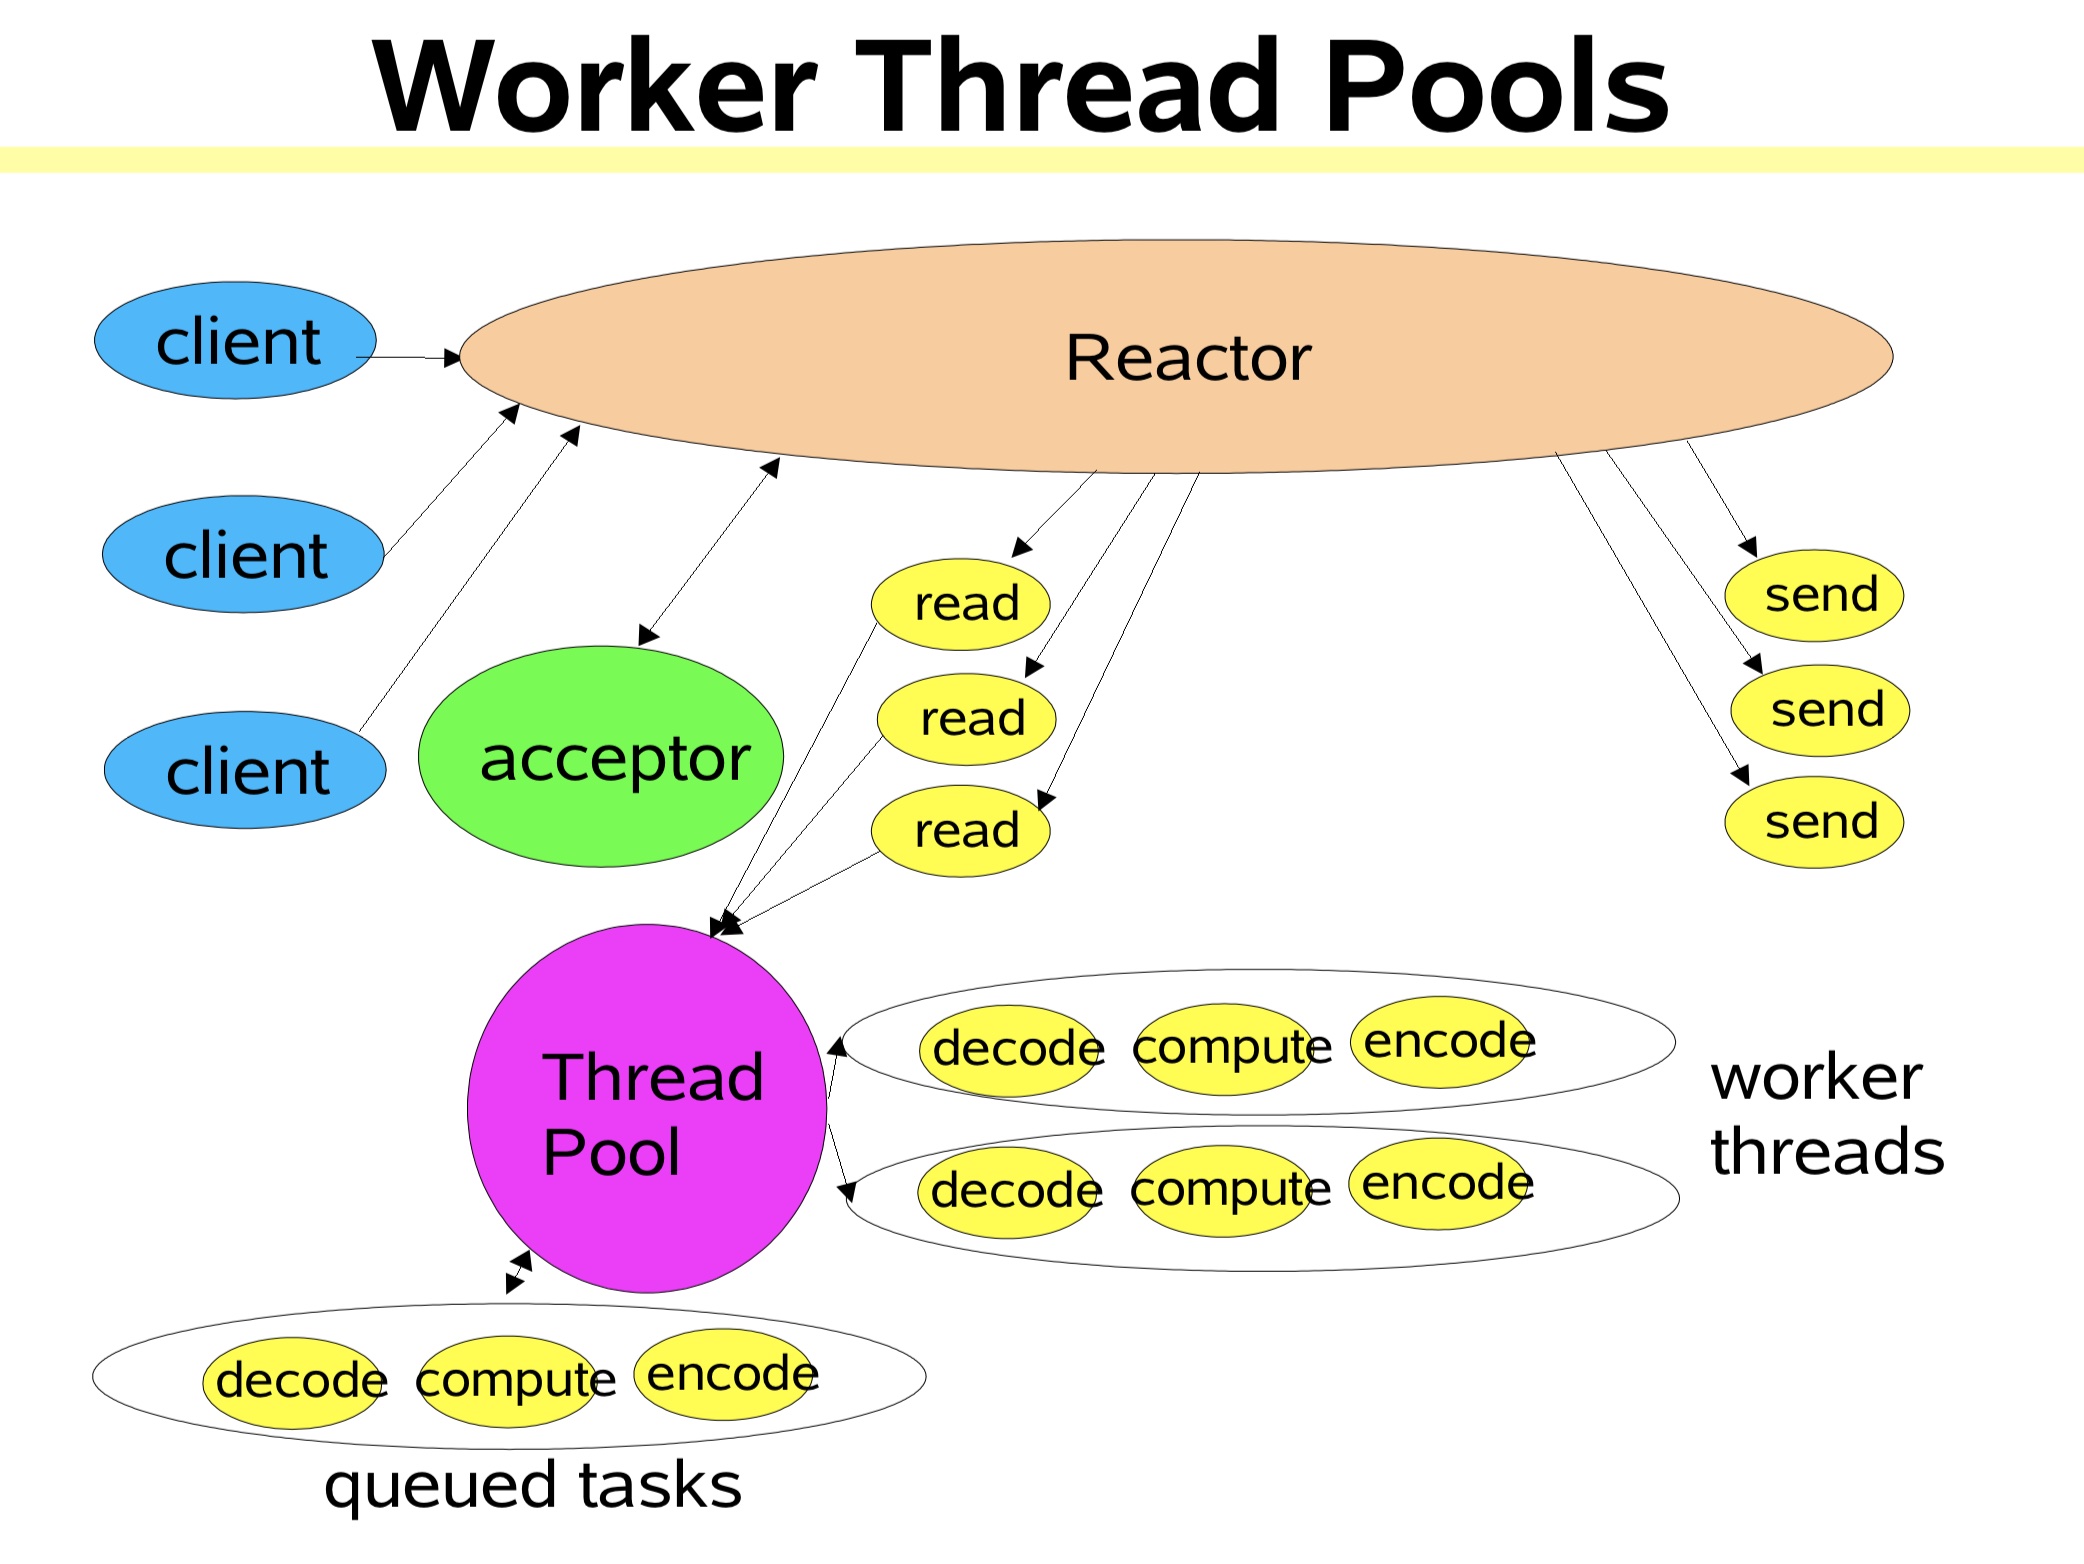 Worker Thread Pools
client
Reactor
client
client
acceptor
read
read
read
send
send
send
Thread
Pool
decode compute encode
decode compute encode
worker
threads
decode compute encode
queued tasks